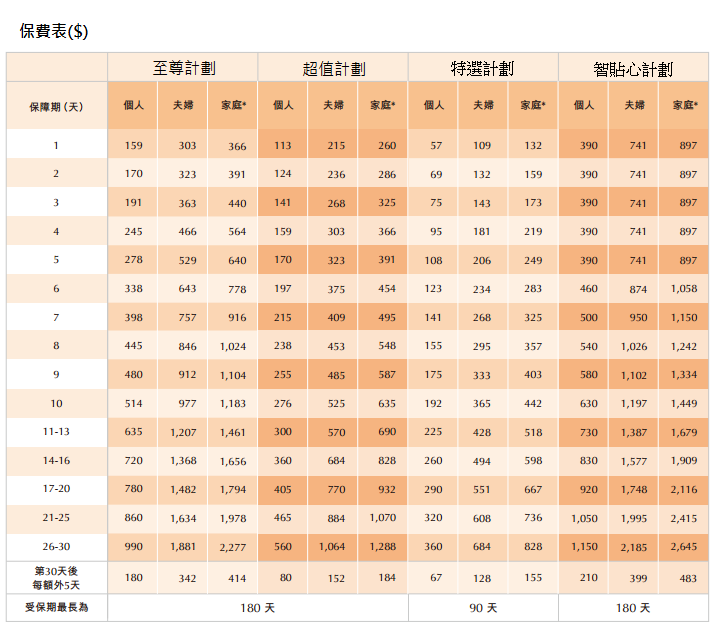 保費表($)
至尊計劃 超值計劃 特選計劃 智貼心計劃
保障期 (天) 個人 夫婦 家庭* 個人 夫婦 家庭* 個人 夫婦 家庭* 個人 夫婦 家庭*
1 159 303 366 113 215 260 57 109 132 390 741 897
2 170 323 391 124 236 286 69 132 159 390 741 897
3 191 363 440 141 268 325 75 143 173 390 741 897
4 245 466 564 159 303 366 95 181 219 390 741 897
5 278 529 640 170 323 391 108 206 249 390 741 897
6 338 643 778 197 375 454 123 234 283 460 874 1,058
7 398 757 916 215 409 495 141 268 325 500 950 1,150
8 445 846 1,024 238 453 548 155 295 357 540 1,026 1,242
9 480 912 1,104 255 485 587 175 333 403 580 1,102 1,334
10 514 977 1,183 276 525 635 192 365 442 630 1,197 1,449
11-13 635 1,207 1,461 300 570 690 225 428 518 730 1,387 1,679
14-16 720 1,368 1,656 360 684 828 260 494 598 830 1,577 1,909
17-20 780 1,482 1,794 405 770 932 290 551 667 920 1,748 2,116
21-25 860 1,634 1,978 465 884 1,070 320 608 736 1,050 1,995 2,415
26-30 990 1,881 2,277 560 1,064 1,288 360 684 828 1,150 2,185 2,645
第30天後
每額外5天 180 342 414 80 152 184 67 128 155 210 399 483
受保期最長為 180 天 90 天 180 天